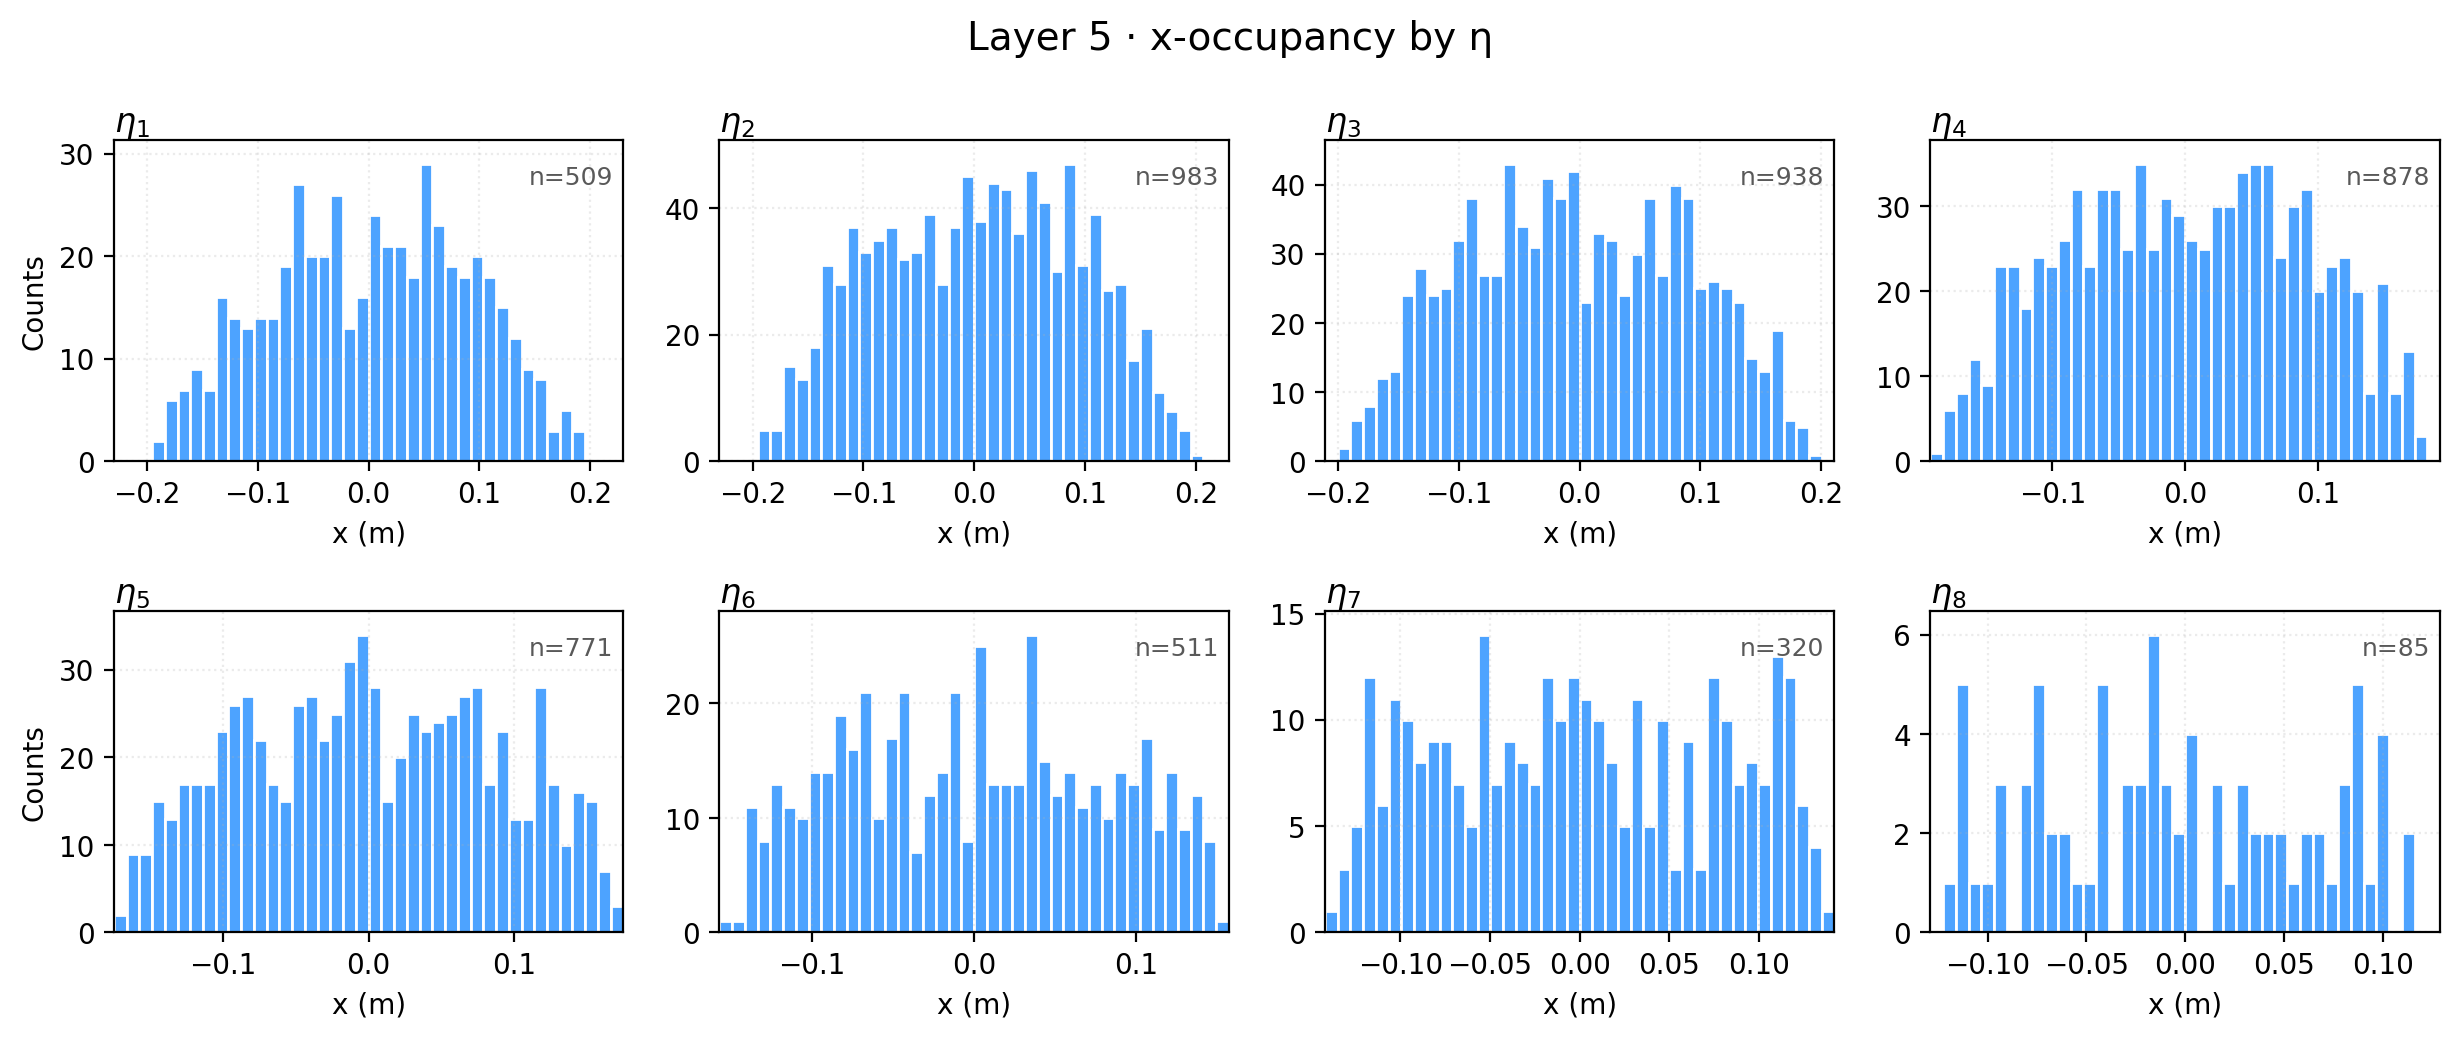 Layer 5 · x-occupancy by η
η1
n=509
Counts
30
20
10
0
−0.2 −0.1 0.0 0.1 0.2
x (m)
η2
n=983
40
20
0
−0.2 −0.1 0.0 0.1 0.2
x (m)
η3
n=938
40
30
20
10
0
−0.2 −0.1 0.0 0.1 0.2
x (m)
η4
n=878
30
20
10
0
−0.1 0.0 0.1
x (m)
η5
n=771
Counts
30
20
10
0
−0.1 0.0 0.1
x (m)
η6
n=511
20
10
0
−0.1 0.0 0.1
x (m)
η7
n=320
15
10
5
0
−0.10 −0.05 0.00 0.05 0.10
x (m)
η8
n=85
6
4
2
0
−0.10 −0.05 0.00 0.05 0.10
x (m)